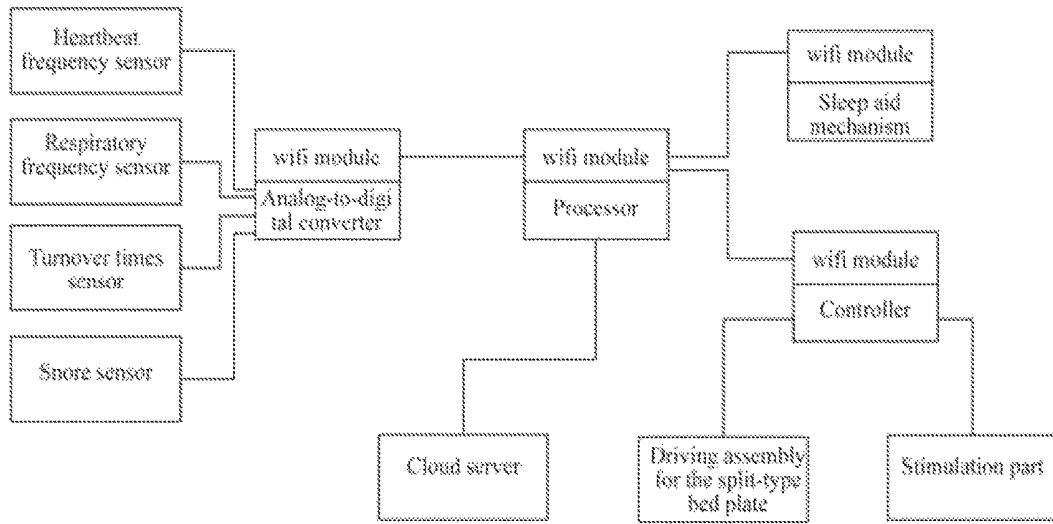 Heartbeat
frequency sensor
Respiratory
frequency sensor
Turnover times
sensor
Snore sensor
wifi module
Analog-to-digi
tal converter
wifi module
Processor
wifi module
Sleep aid
mechanism
wifi module
Controller
Cloud server
Driving assembly
for the split-type
bed plate
Stimulation part